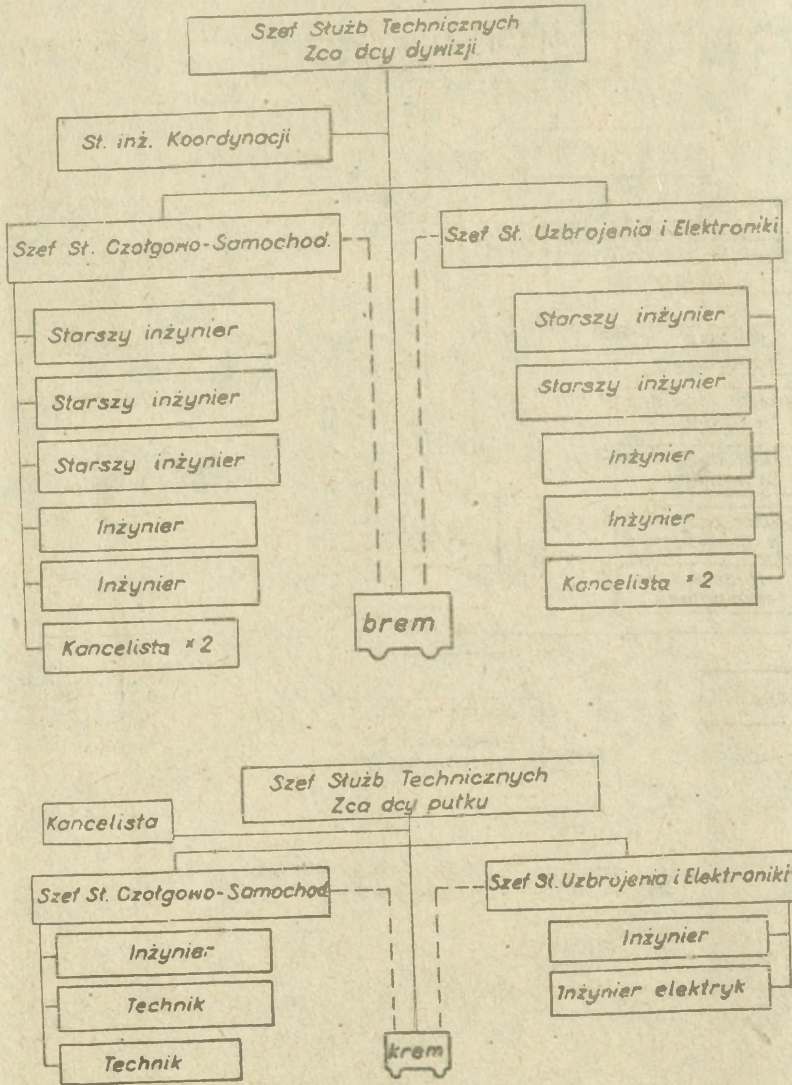 Szef Służb Technicznych
Zca dcy dywizji
St. inż. Koordynacji
Szef St. Czołgowo-Samochod.
Starszy inżynier
Starszy inżynier
Starszy inżynier
Inżynier
Inżynier
Kancelista x 2
Szef St. Uzbrojenia i Elektroniki
Starszy inżynier
Starszy inżynier
Inżynier
Inżynier
Kancelista x 2
brem
Szef Służb Technicznych
Zca dcy pułku
Kancelista
Szef St. Czołgowo-Samochod.
Inżynier
Technik
Technik
Szef St. Uzbrojenia i Elektroniki
Inżynier
Inżynier elektryk
krem